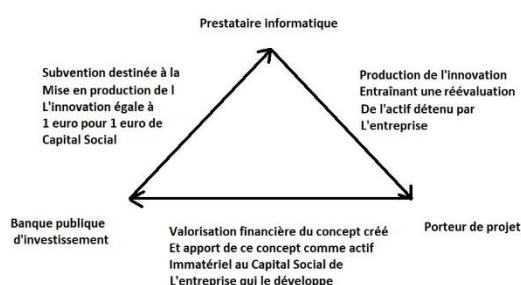 Prestataire informatique
Subvention destinée à la
Mise en production de l
L'innovation égale à
1 euro pour 1 euro de
Capital Social
Production de l'innovation
Entraînant une réévaluation
De l'actif détenu par
L'entreprise
Banque publique
d'investissement
Valorisation financière du concept créé
Et apport de ce concept comme actif
Immatériel au Capital Social de
L'entreprise qui le développe
Porteur de projet